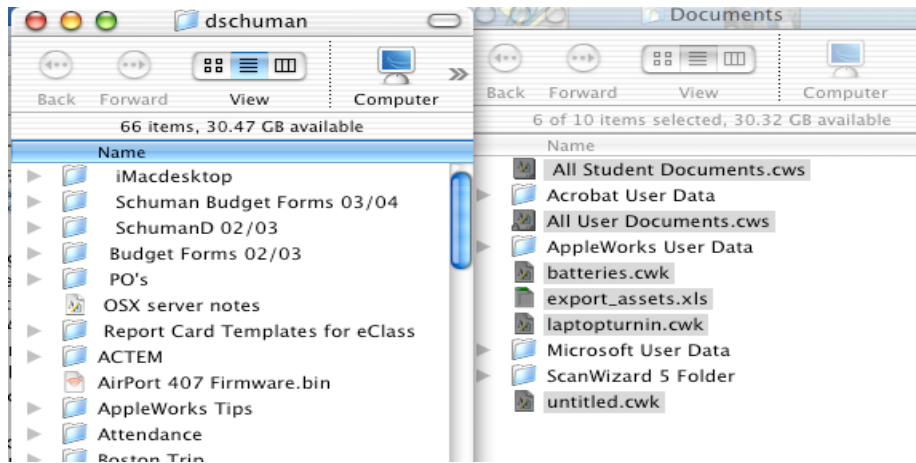 dschuman
Back Forward View Computer
66 items, 30.47 GB available
Name
iMacdesktop
Schuman Budget Forms 03/04
SchumanD 02/03
Budget Forms 02/03
PO's
OSX server notes
Report Card Templates for eClass
ACTEM
AirPort 407 Firmware.bin
AppleWorks Tips
Attendance
Boston Trip
Documents
Back Forward View Computer
6 of 10 items selected, 30.32 GB available
Name
All Student Documents.cws
Acrobat User Data
All User Documents.cws
AppleWorks User Data
batteries.cwk
export_assets.xls
laptopturnin.cwk
Microsoft User Data
ScanWizard 5 Folder
untitled.cwk